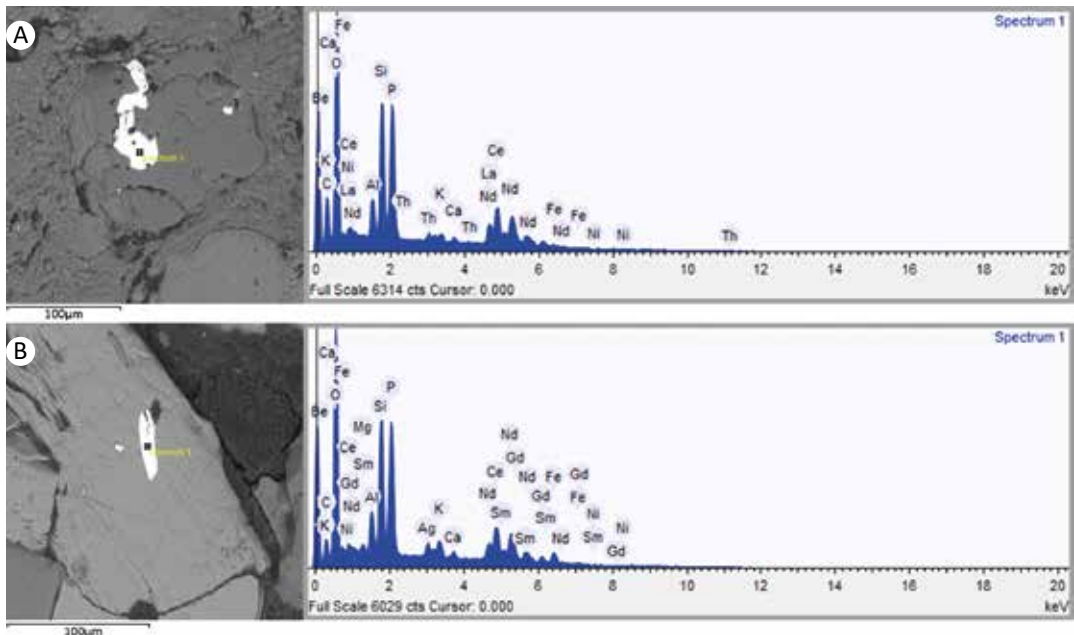 A
Spectrum 1
Fe
Ca
O
Si
P
Be
Ce
K
Ni
C
La
Al
Nd
Th
Th
K
Ca
Th
Ce
La
Nd
Nd
Nd
Fe
Fe
Nd
Ni
Ni
Th
0 2 4 6 8 10 12 14 16 18 20
Full Scale 6314 cts Cursor: 0.000
keV
100µm
B
Spectrum 1
Ca
Fe
O
P
Si
Be
Mg
Ce
Sm
Gd
Al
C
Nd
K
Ni
Ag
K
Ca
Nd
Gd
Ce
Nd
Fe
Gd
Nd
Gd
Fe
Sm
Sm
Ni
Sm
Nd
Sm
Ni
Gd
0 2 4 6 8 10 12 14 16 18 20
Full Scale 6029 cts Cursor: 0.000
keV
100µm